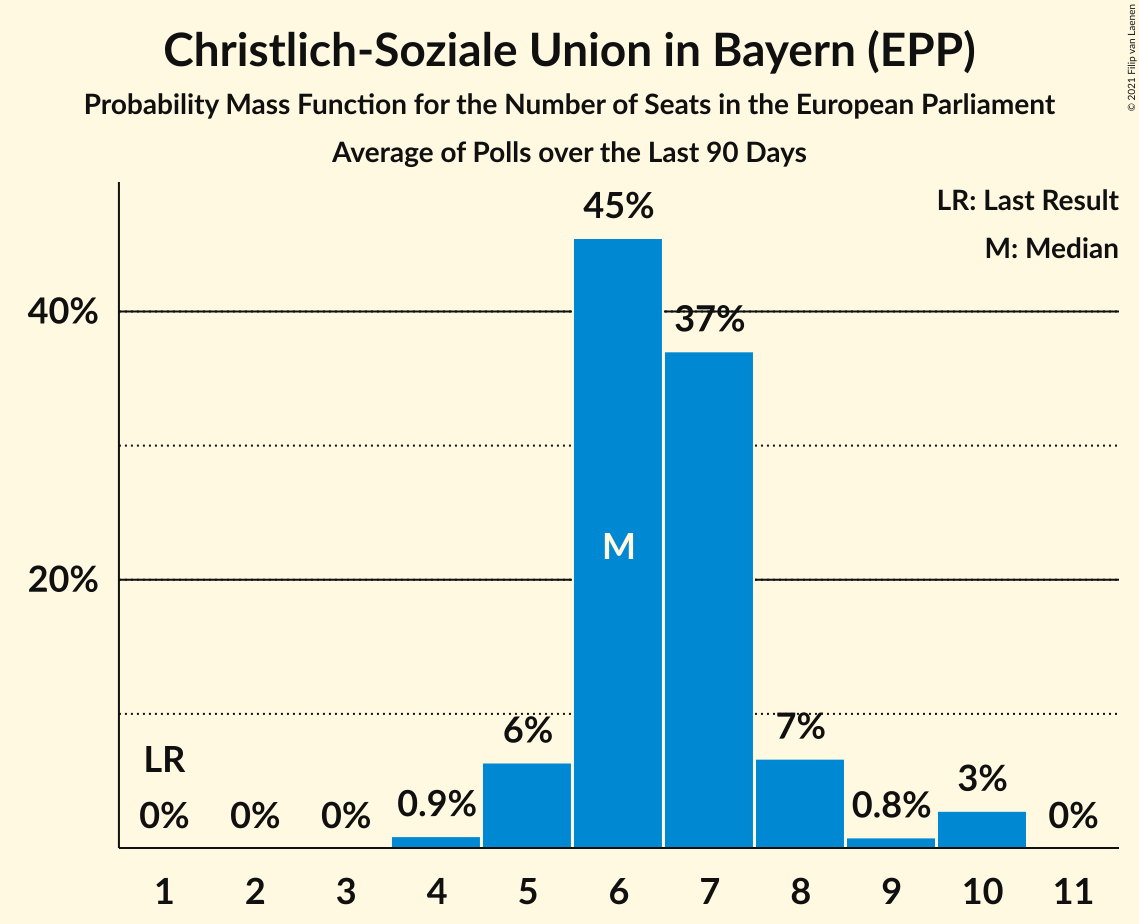 Christlich-Soziale Union in Bayern (EPP)
Probability Mass Function for the Number of Seats in the European Parliament
Average of Polls over the Last 90 Days
© 2021 Filip van Laenen
LR: Last Result
M: Median
45%
40%
37%
M
20%
6%
7%
LR
0%
0%
0%
0.9%
0.8%
3%
0%
1 2 3 4 5 6 7 8 9 10 11